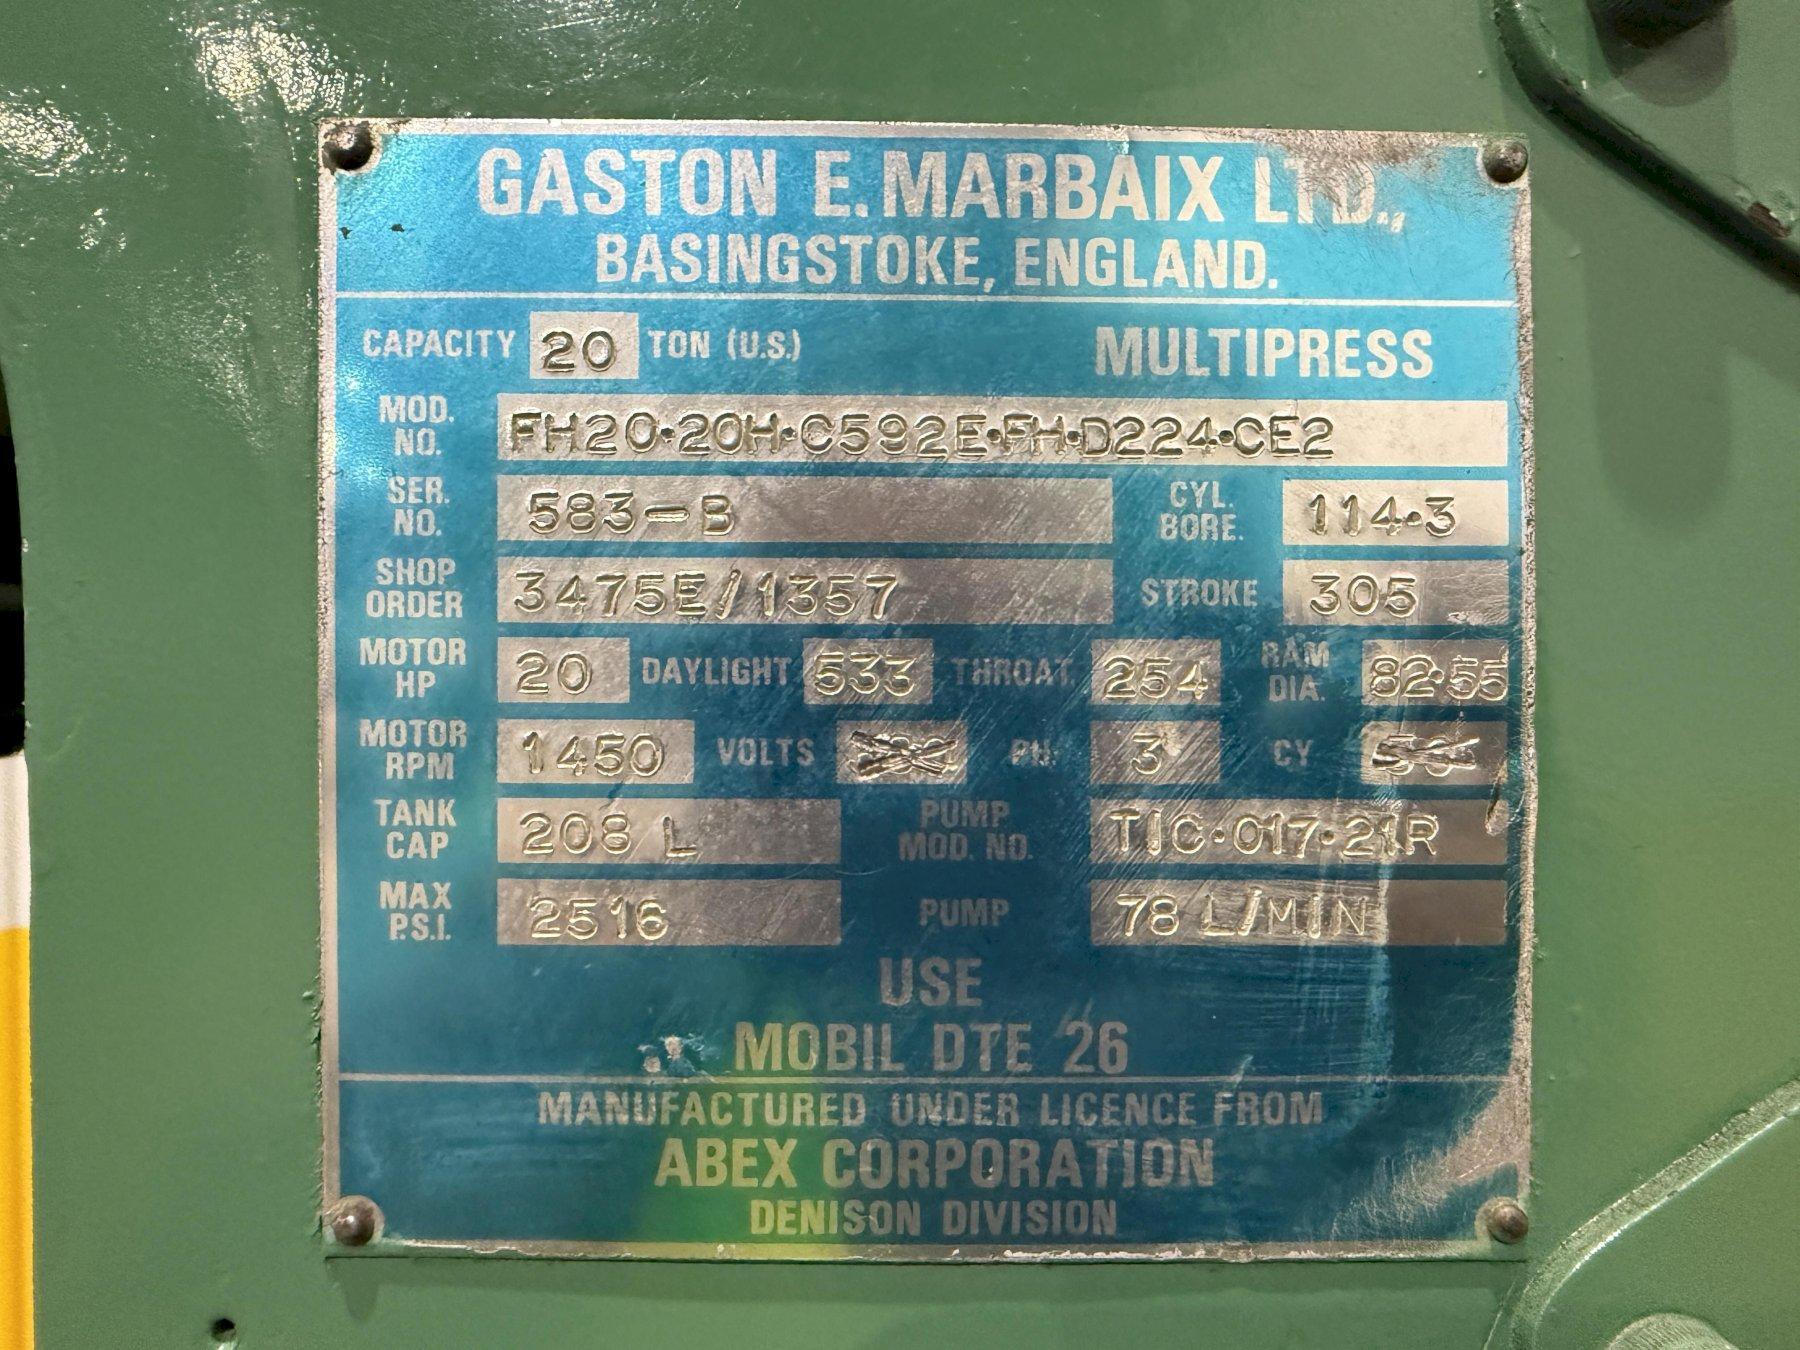 GASTON E. MARBAIX LTD.,
BASINGSTOKE, ENGLAND.
CAPACITY 20 TON (U.S.) MULTIPRESS
MOD. NO. FH20·20H·C592E·FH·D224·CE2
SER. NO. 583-B CYL. BORE. 114·3
SHOP ORDER 3475E/1357 STROKE 305
MOTOR HP 20 DAYLIGHT 533 THROAT. 254 RAM DIA. 82·55
MOTOR RPM 1450 VOLTS PH. 3 CY
TANK CAP 208 L PUMP MOD. NO. T1C·017·21R
MAX P.S.I. 2516 PUMP 78 L/MIN
USE
MOBIL DTE 26
MANUFACTURED UNDER LICENCE FROM
ABEX CORPORATION
DENISON DIVISION